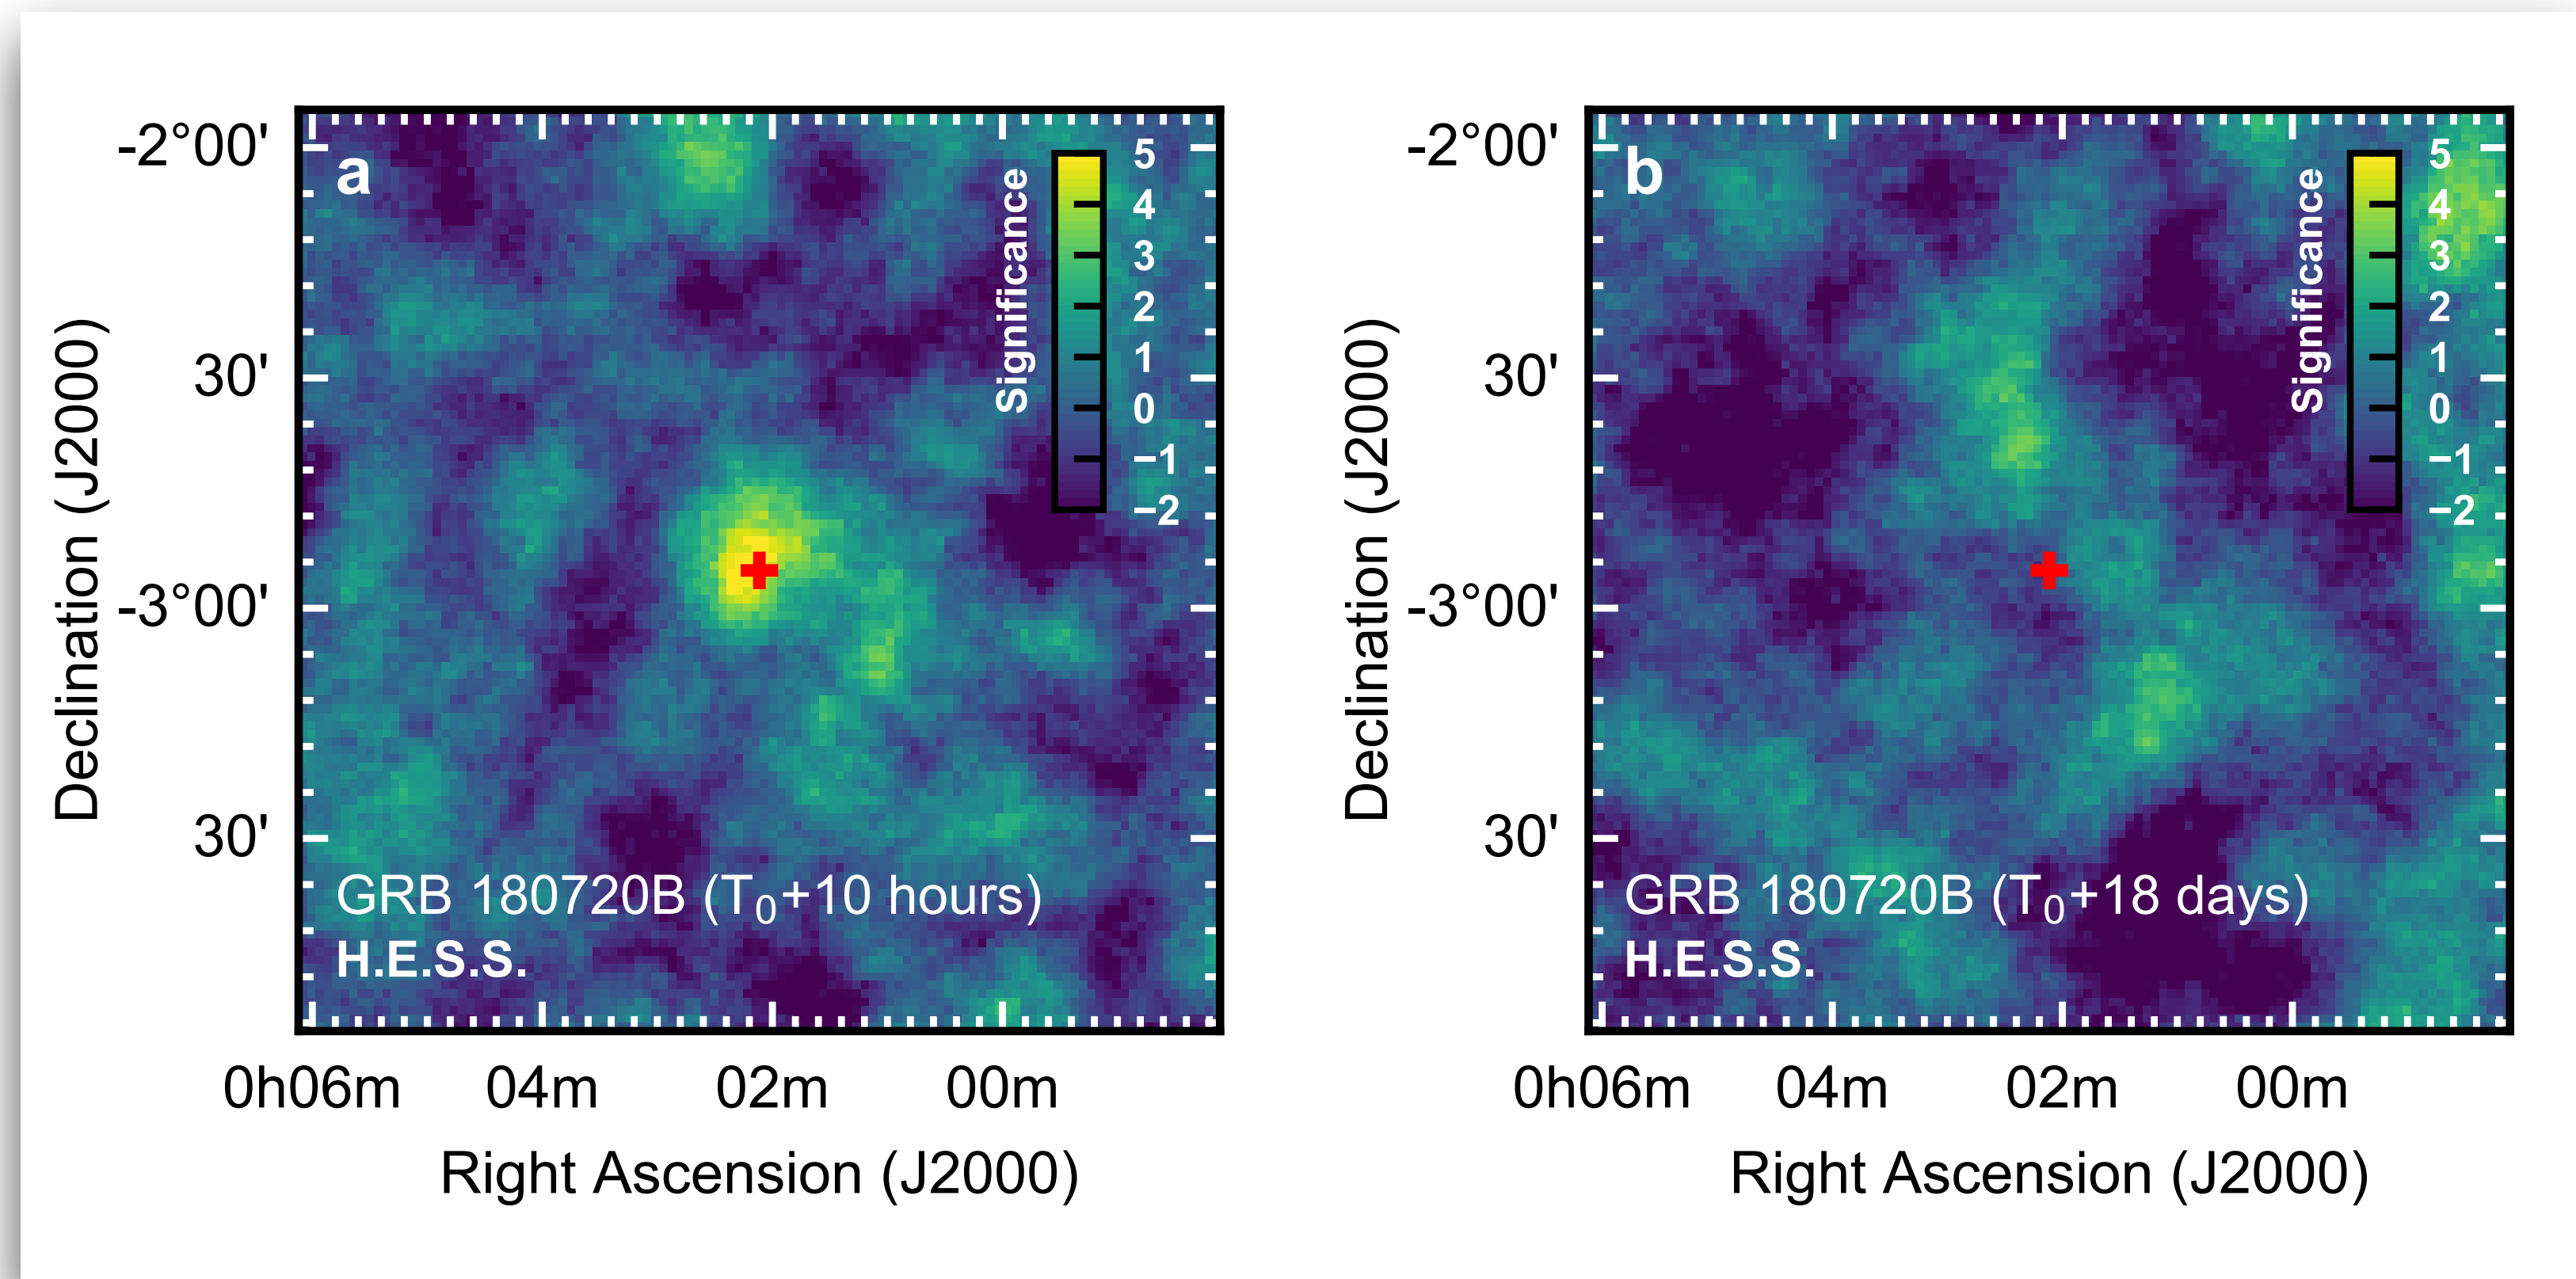 a
Significance
5
4
3
2
1
0
−1
−2
-2°00'
30'
-3°00'
30'
Declination (J2000)
GRB 180720B (T₀+10 hours)
H.E.S.S.
0h06m 04m 02m 00m
Right Ascension (J2000)
b
Significance
5
4
3
2
1
0
−1
−2
-2°00'
30'
-3°00'
30'
Declination (J2000)
GRB 180720B (T₀+18 days)
H.E.S.S.
0h06m 04m 02m 00m
Right Ascension (J2000)